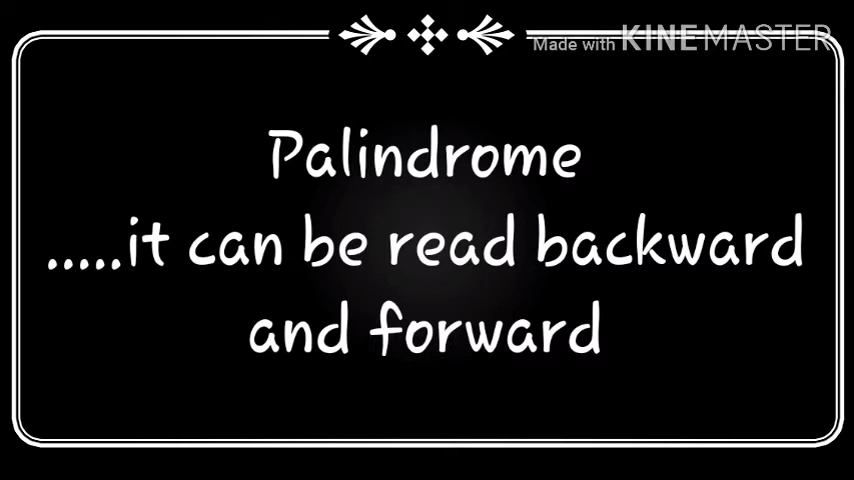 Made with KINEMASTER
Palindrome
.....it can be read backward
and forward